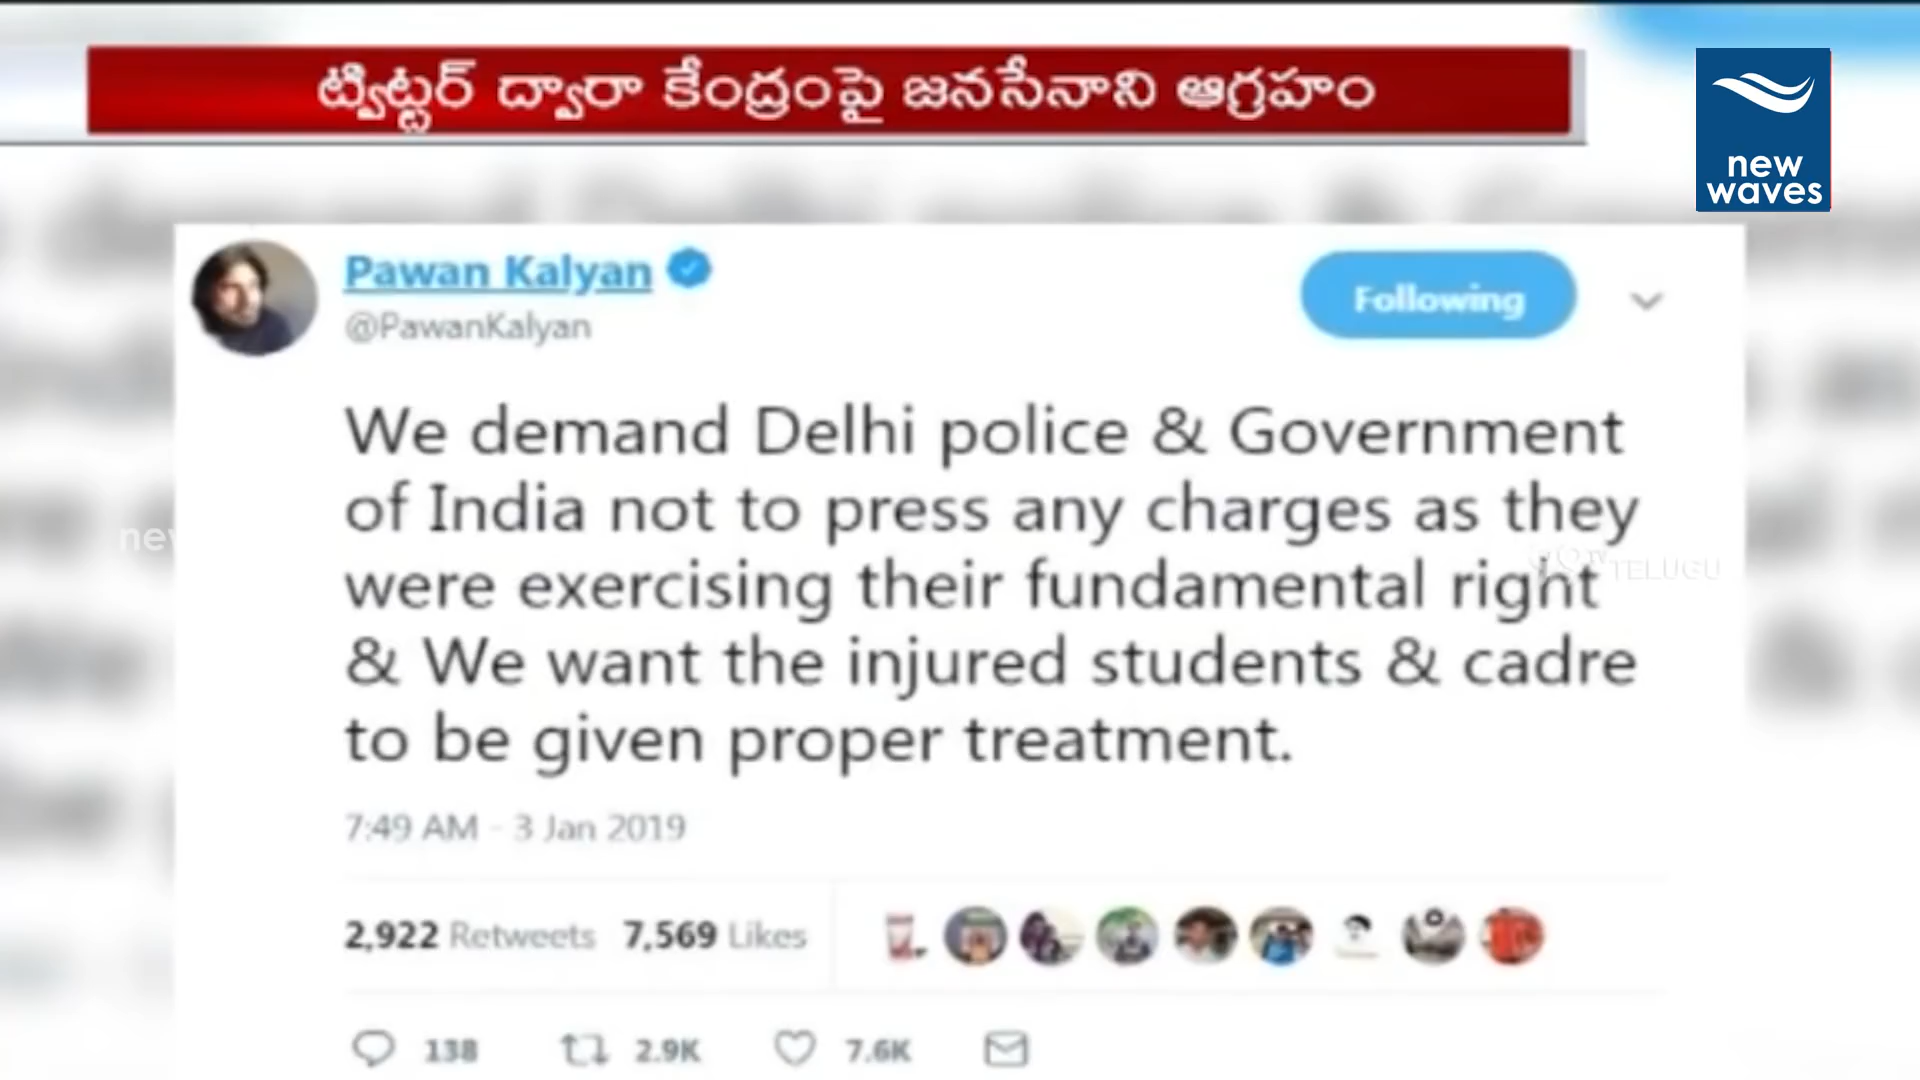 ట్విట్టర్ ద్వారా కేంద్రంపై జనసేనాని ఆగ్రహం
new
waves
Pawan Kalyan
@PawanKalyan
Following
We demand Delhi police & Government
of India not to press any charges as they
were exercising their fundamental right
& We want the injured students & cadre
to be given proper treatment.
TELUGU
7:49 AM - 3 Jan 2019
2,922 Retweets 7,569 Likes
138 2.9K 7.6K